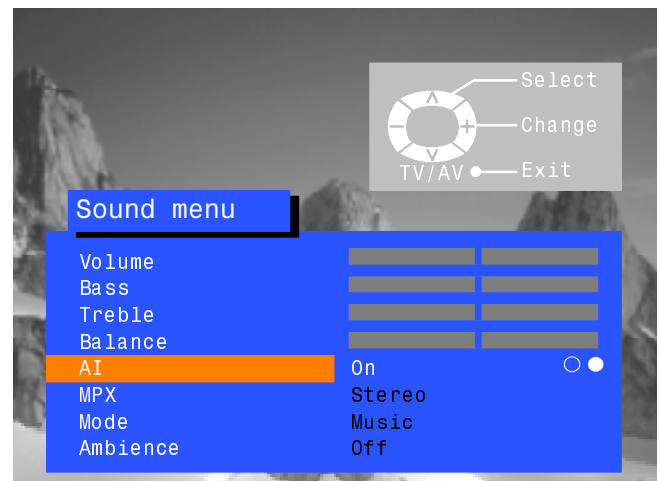 Select
Change
TV/AV Exit
Sound menu
Volume
Bass
Treble
Balance
AI On
MPX Stereo
Mode Music
Ambience Off